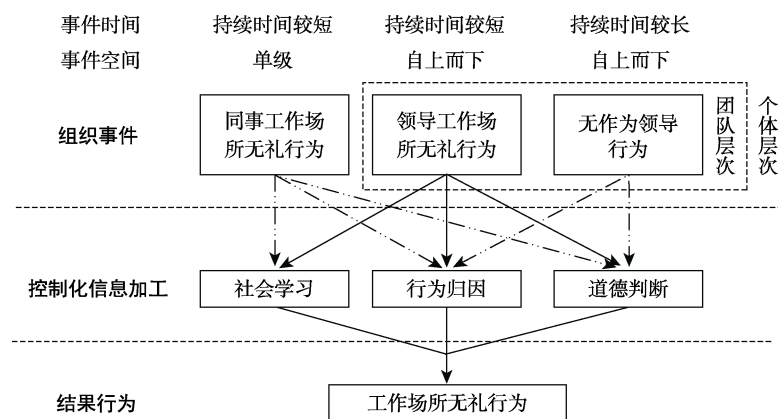 事件时间 持续时间较短 持续时间较短 持续时间较长
事件空间 单级 自上而下 自上而下
组织事件
同事工作场
所无礼行为
领导工作场
所无礼行为
无作为领导
行为
团队层次
个体层次
控制化信息加工 社会学习 行为归因 道德判断
结果行为 工作场所无礼行为